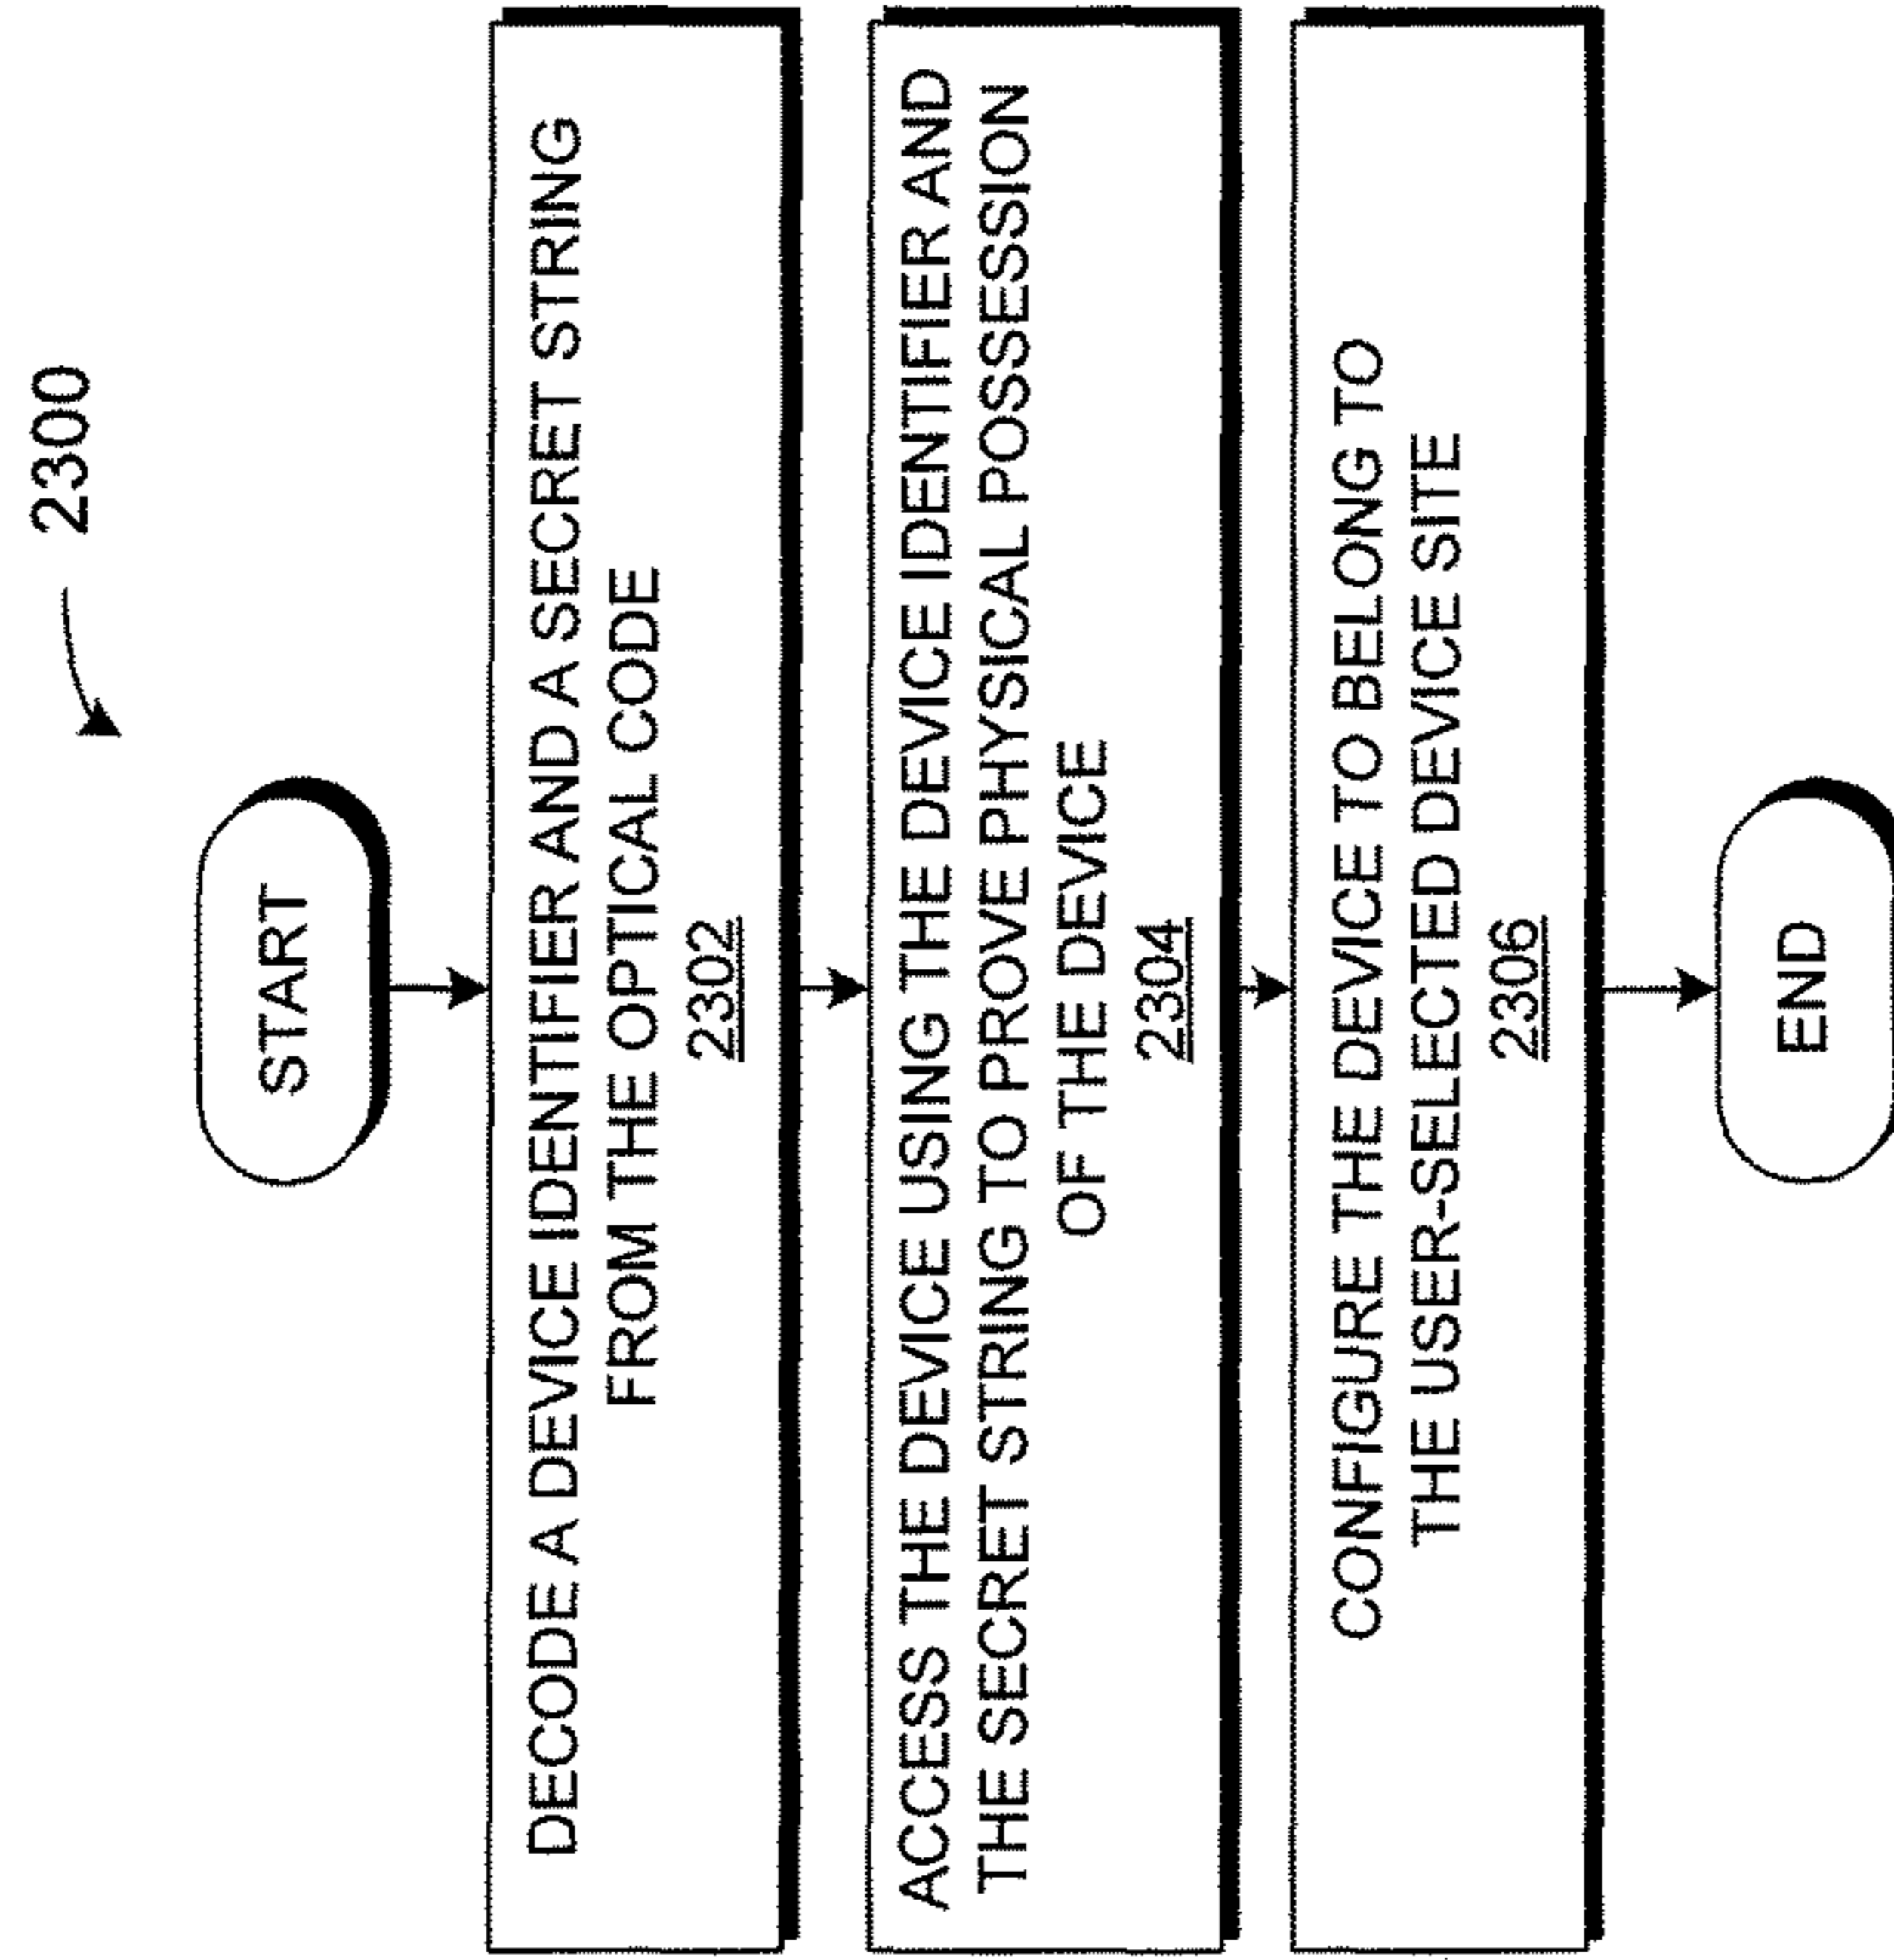 2300
START
DECODE A DEVICE IDENTIFIER AND A SECRET STRING
FROM THE OPTICAL CODE
2302
ACCESS THE DEVICE USING THE DEVICE IDENTIFIER AND
THE SECRET STRING TO PROVE PHYSICAL POSSESSION
OF THE DEVICE
2304
CONFIGURE THE DEVICE TO BELONG TO
THE USER-SELECTED DEVICE SITE
2306
END